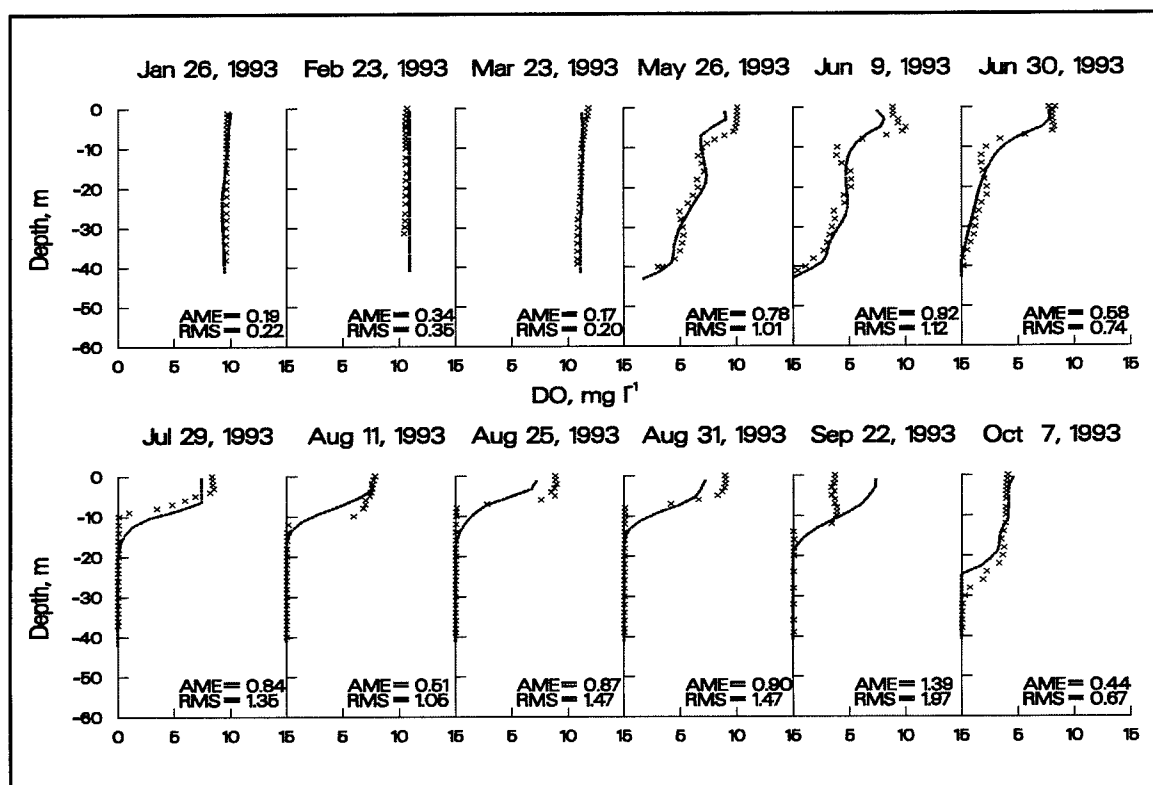 Jan 26, 1993 Feb 23, 1993 Mar 23, 1993 May 26, 1993 Jun 9, 1993 Jun 30, 1993
0
-10
-20
-30
-40
-50
-60
Depth, m
AME = 0.19 AME = 0.34 AME = 0.17 AME = 0.78 AME = 0.92 AME = 0.58
RMS = 0.22 RMS = 0.35 RMS = 0.20 RMS = 1.01 RMS = 1.12 RMS = 0.74
0 5 10 15 5 10 15 5 10 15 5 10 15 5 10 15 5 10 15
DO, mg l¹
Jul 29, 1993 Aug 11, 1993 Aug 25, 1993 Aug 31, 1993 Sep 22, 1993 Oct 7, 1993
0
-10
-20
-30
-40
-50
-60
Depth, m
AME = 0.84 AME = 0.51 AME = 0.87 AME = 0.90 AME = 1.39 AME = 0.44
RMS = 1.35 RMS = 1.06 RMS = 1.47 RMS = 1.47 RMS = 1.97 RMS = 0.67
0 5 10 15 5 10 15 5 10 15 5 10 15 5 10 15 5 10 15